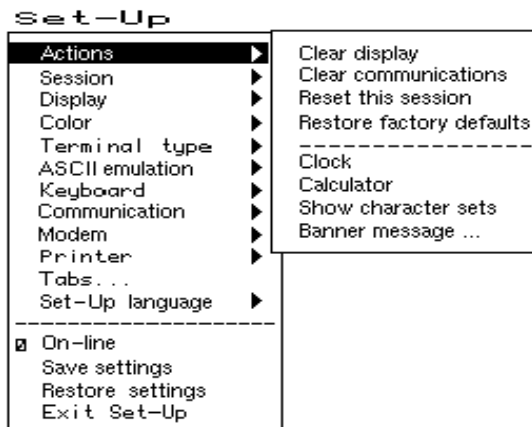 Set-Up
Actions
Session
Display
Color
Terminal type
ASCII emulation
Keyboard
Communication
Modem
Printer
Tabs...
Set-Up language
On-line
Save settings
Restore settings
Exit Set-Up
Clear display
Clear communications
Reset this session
Restore factory defaults
Clock
Calculator
Show character sets
Banner message ...